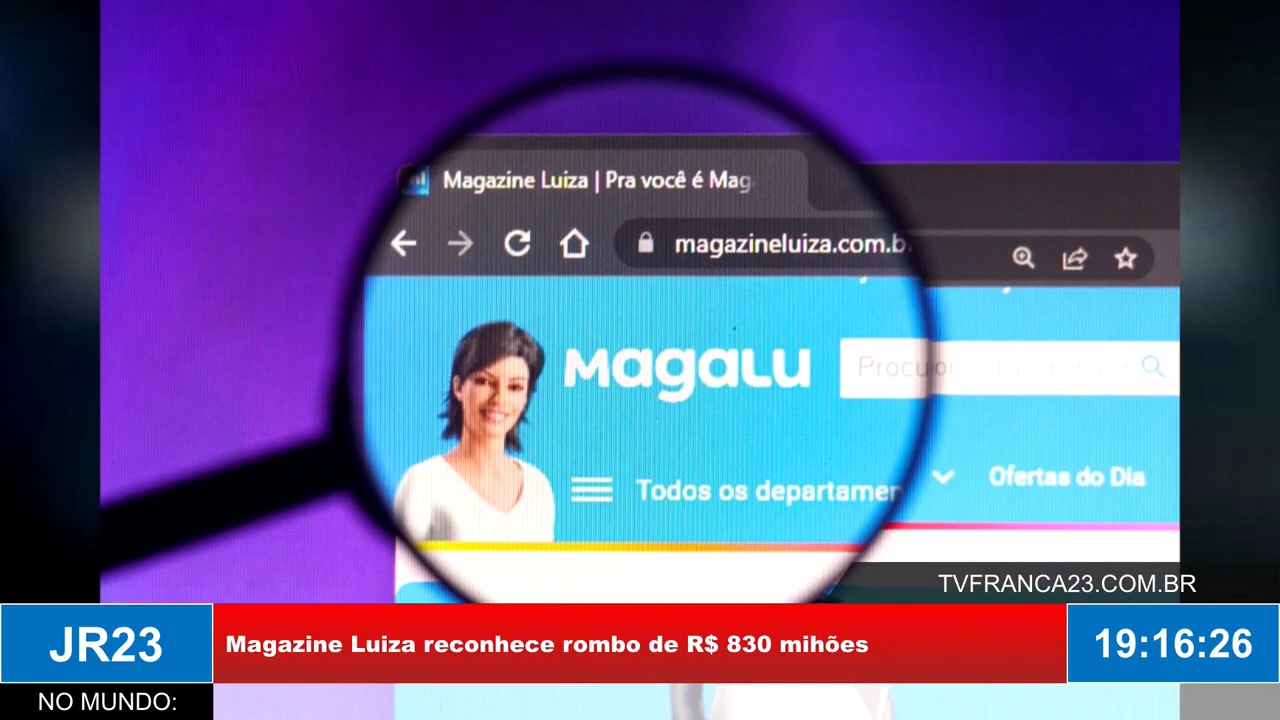 Magazine Luiza | Pra você é Mag
magazineluiza.com.b
MAGALU
Procu
Todos os departamen
Ofertas do Dia
TVFRANCA23.COM.BR
JR23
Magazine Luiza reconhece rombo de R$ 830 mihões
19:16:26
NO MUNDO: